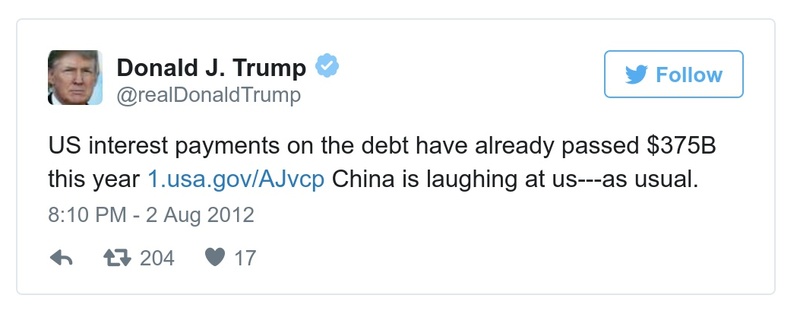 Donald J. Trump
@realDonaldTrump
Follow
US interest payments on the debt have already passed $375B
this year 1.usa.gov/AJvcp China is laughing at us---as usual.
8:10 PM - 2 Aug 2012
204 17